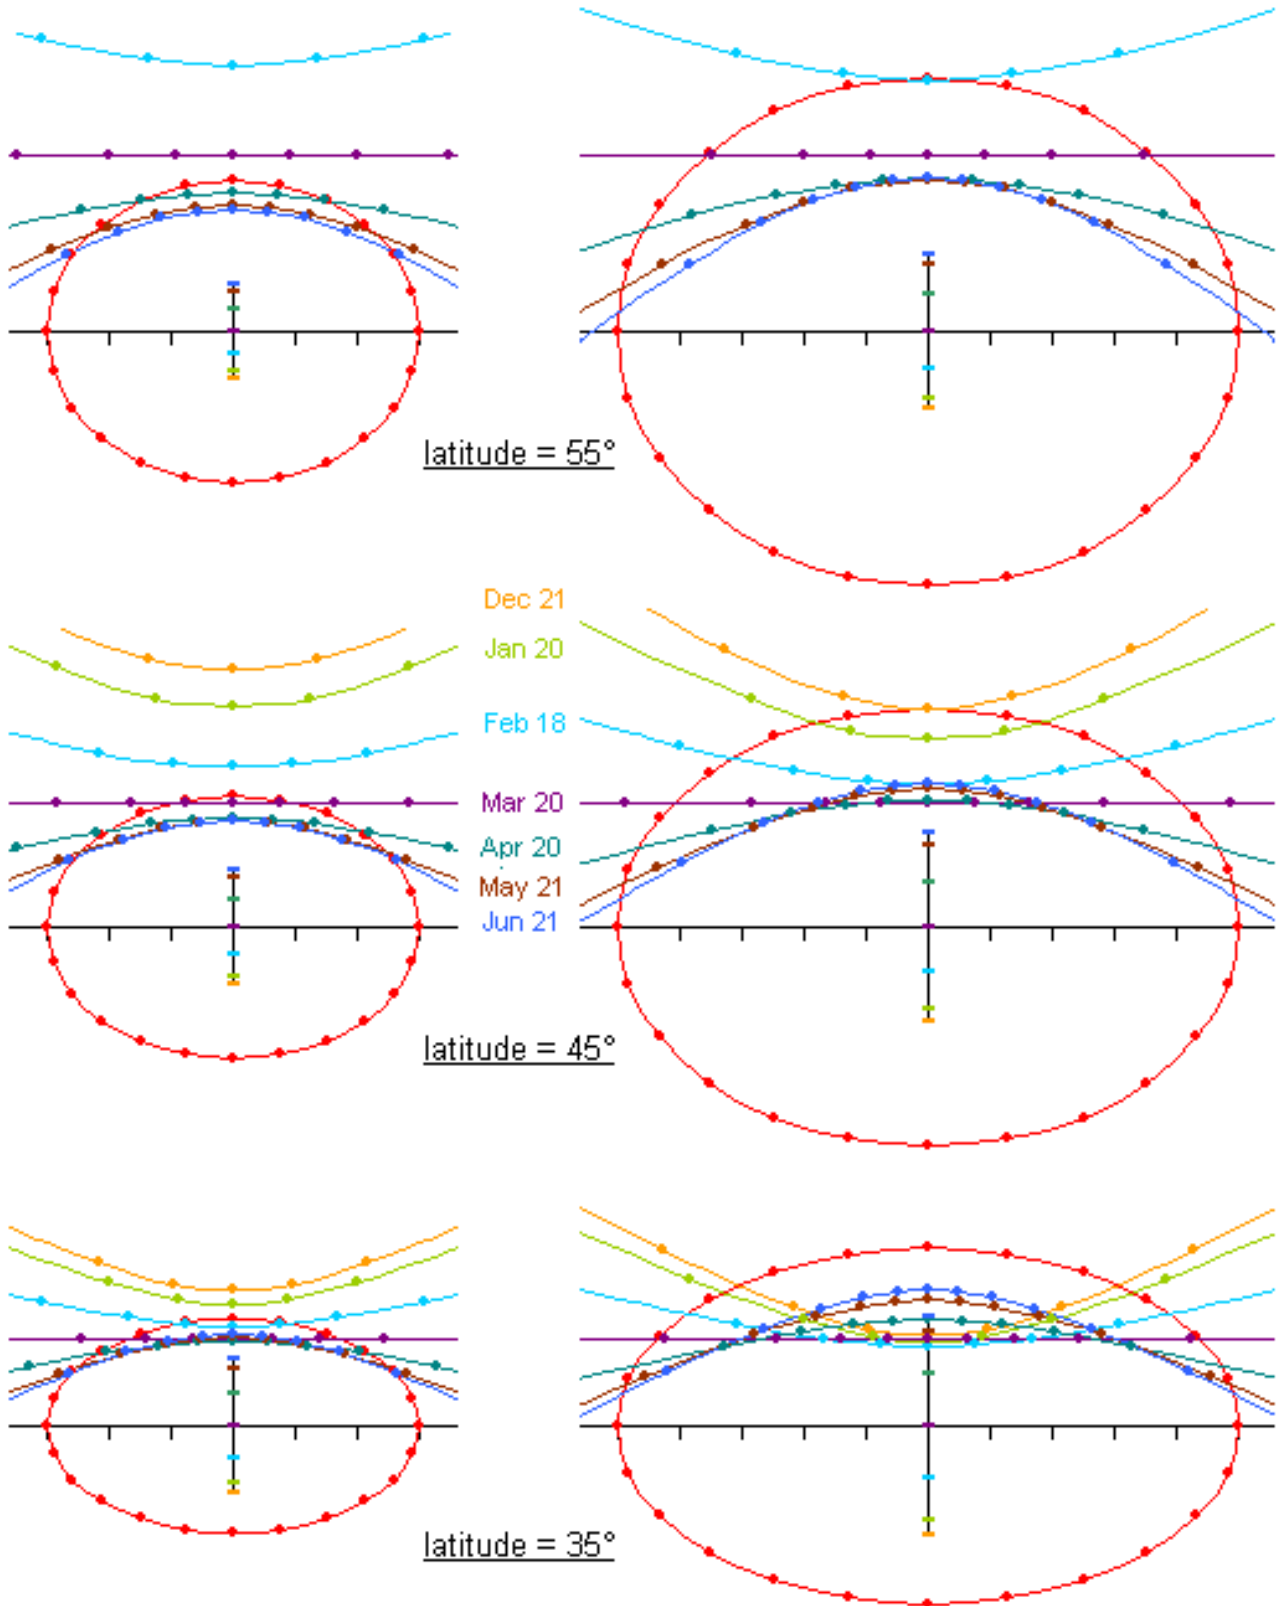 latitude = 55°
Dec 21
Jan 20
Feb 18
Mar 20
Apr 20
May 21
Jun 21
latitude = 45°
latitude = 35°